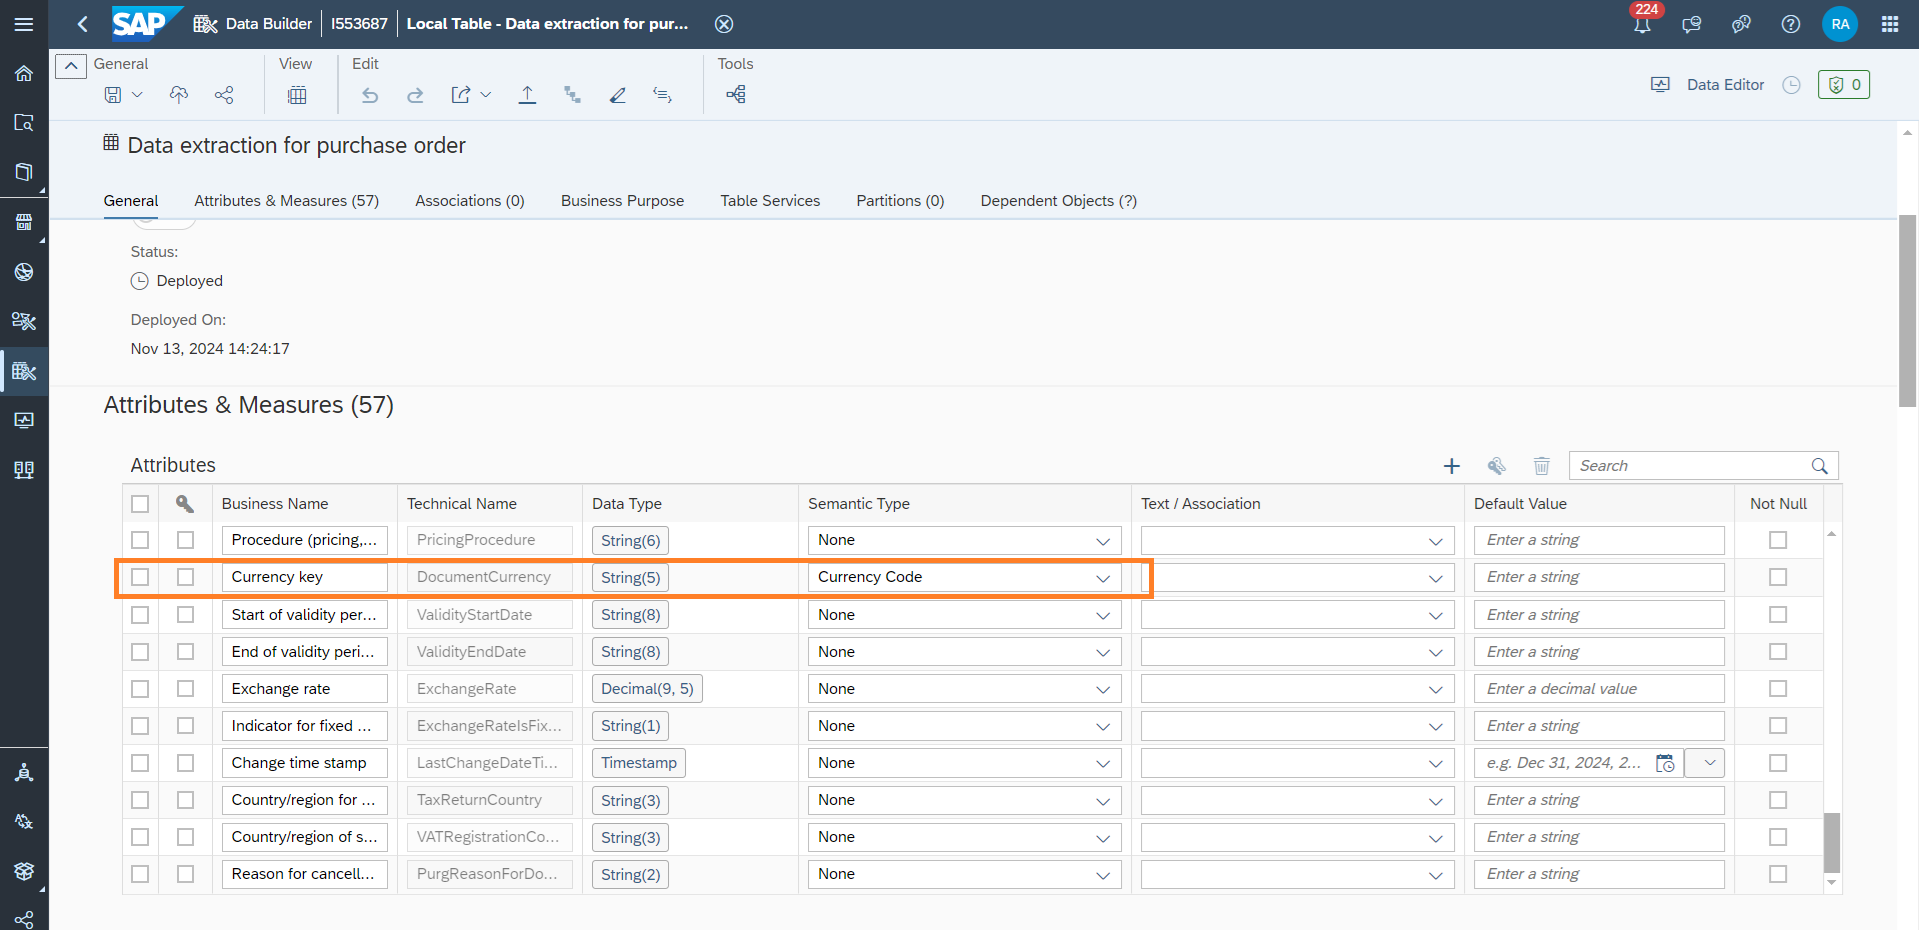 SAP Data Builder I553687 Local Table - Data extraction for pur... 224 RA
General View Edit Tools
Data Editor 0
Data extraction for purchase order
General Attributes & Measures (57) Associations (0) Business Purpose Table Services Partitions (0) Dependent Objects (?)
Status:
Deployed
Deployed On:
Nov 13, 2024 14:24:17
Attributes & Measures (57)
Attributes Search
Business Name Technical Name Data Type Semantic Type Text / Association Default Value Not Null
Procedure (pricing,... PricingProcedure String(6) None Enter a string
Currency key DocumentCurrency String(5) Currency Code Enter a string
Start of validity per... ValidityStartDate String(8) None Enter a string
End of validity peri... ValidityEndDate String(8) None Enter a string
Exchange rate ExchangeRate Decimal(9, 5) None Enter a decimal value
Indicator for fixed ... ExchangeRateIsFix... String(1) None Enter a string
Change time stamp LastChangeDateTi... Timestamp None e.g. Dec 31, 2024, 2...
Country/region for ... TaxReturnCountry String(3) None Enter a string
Country/region of s... VATRegistrationCo... String(3) None Enter a string
Reason for cancell... PurgReasonForDo... String(2) None Enter a string